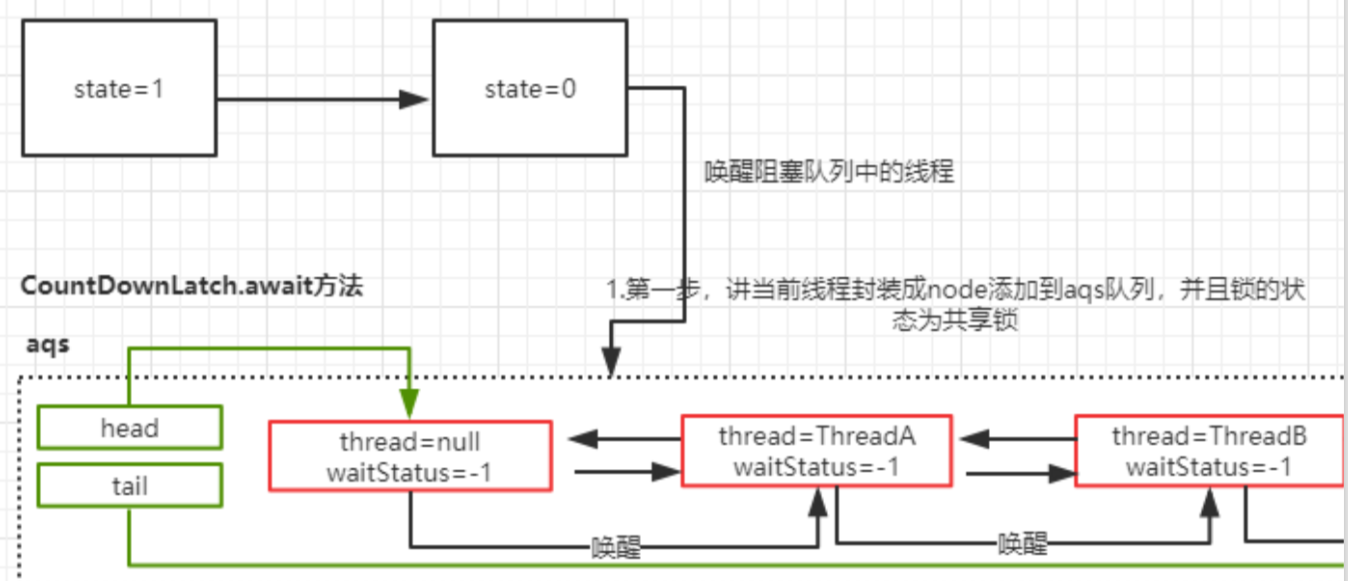 state=1
state=0
唤醒阻塞队列中的线程
CountDownLatch.await方法
1.第一步，讲当前线程封装成node添加到aqs队列，并且锁的状
态为共享锁
aqs
head
tail
thread=null
waitStatus=-1
thread=ThreadA
waitStatus=-1
thread=ThreadB
waitStatus=-1
唤醒
唤醒